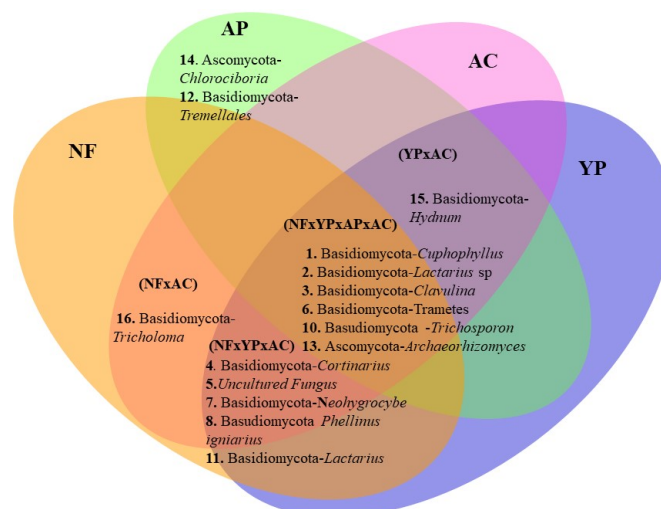 AP
14. Ascomycota-
Chlorociboria
12. Basidiomycota-
Tremellales
AC
NF
YP
(YPxAC)
15. Basidiomycota-
Hydnum
(NFxYPxAPxAC)
1. Basidiomycota-Cuphophyllus
2. Basidiomycota-Lactarius sp
3. Basidiomycota-Clavulina
6. Basidiomycota-Trametes
10. Basudiomycota -Trichosporon
13. Ascomycota-Archaeorhizomyces
(NFxAC)
16. Basidiomycota-
Tricholoma
(NFxYPxAC)
4. Basidiomycota-Cortinarius
5.Uncultured Fungus
7. Basidiomycota-Neohygrocybe
8. Basudiomycota Phellinus
igniarius
11. Basidiomycota-Lactarius